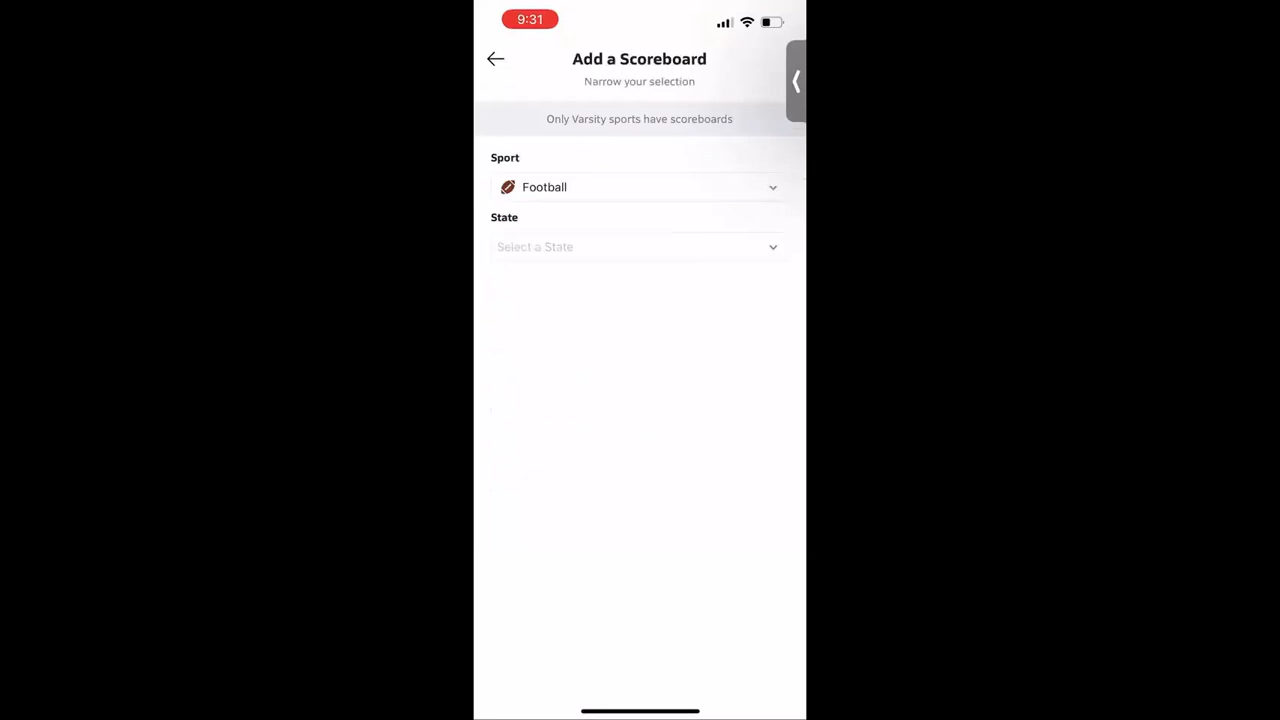 9:31
Add a Scoreboard
Narrow your selection
Only Varsity sports have scoreboards
Sport
Football
State
Select a State